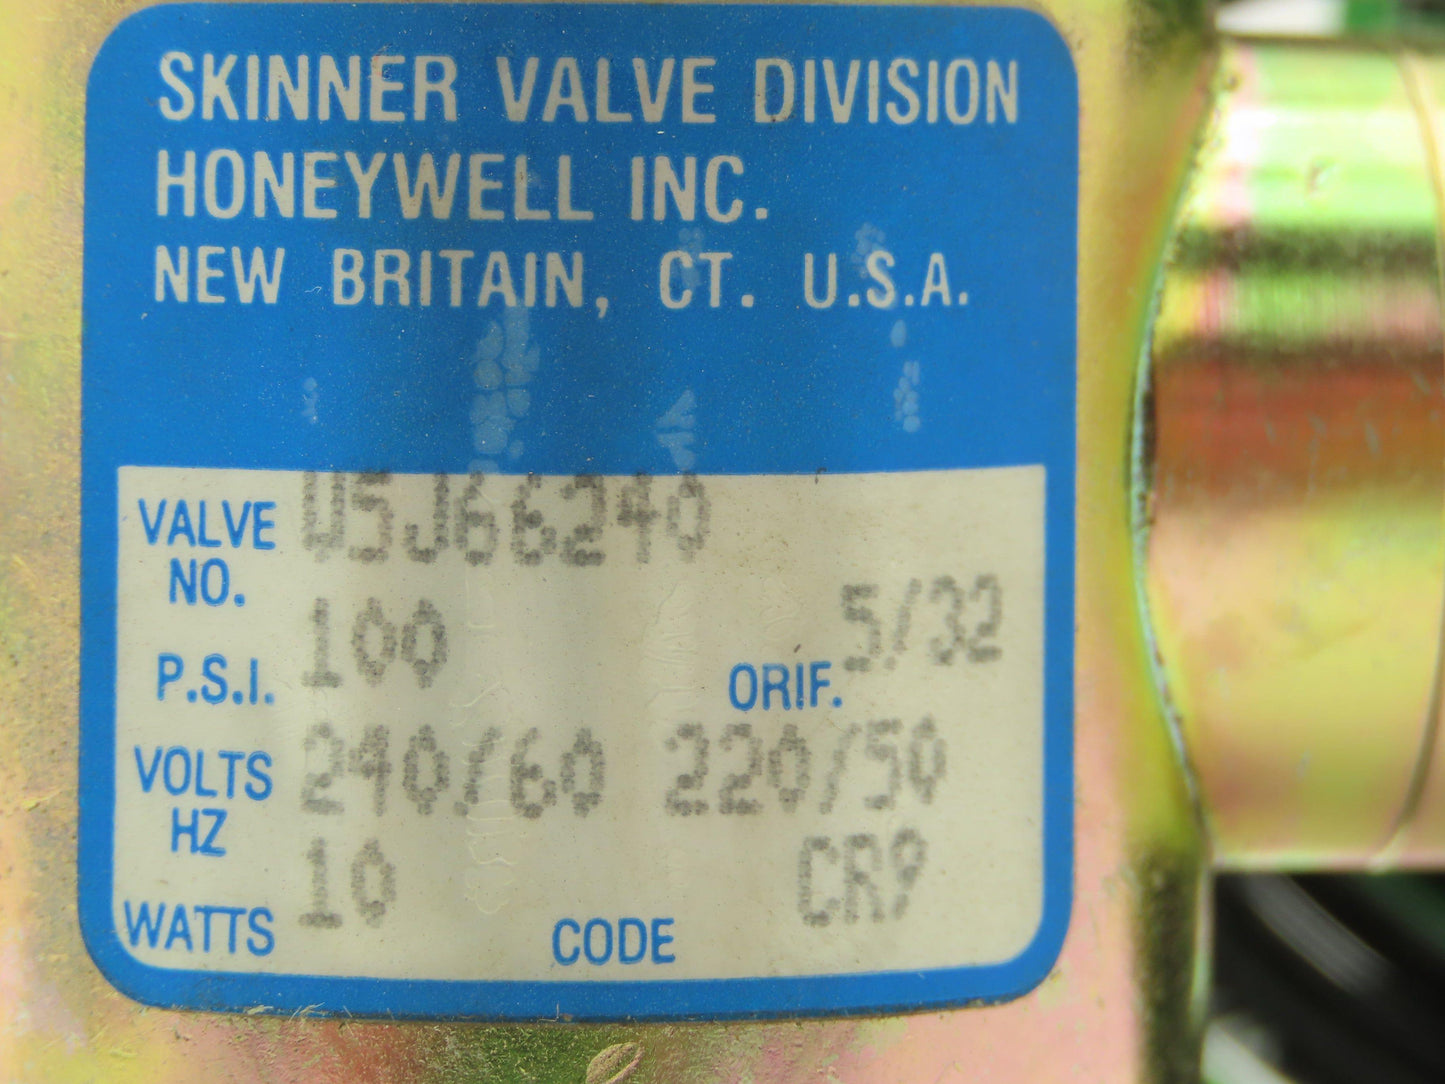 SKINNER VALVE DIVISION
HONEYWELL INC.
NEW BRITAIN, CT. U.S.A.
VALVE NO. V5J66240
P.S.I. 100 ORIF. 5/32
VOLTS HZ 240/60 220/50
WATTS 10 CODE CR9